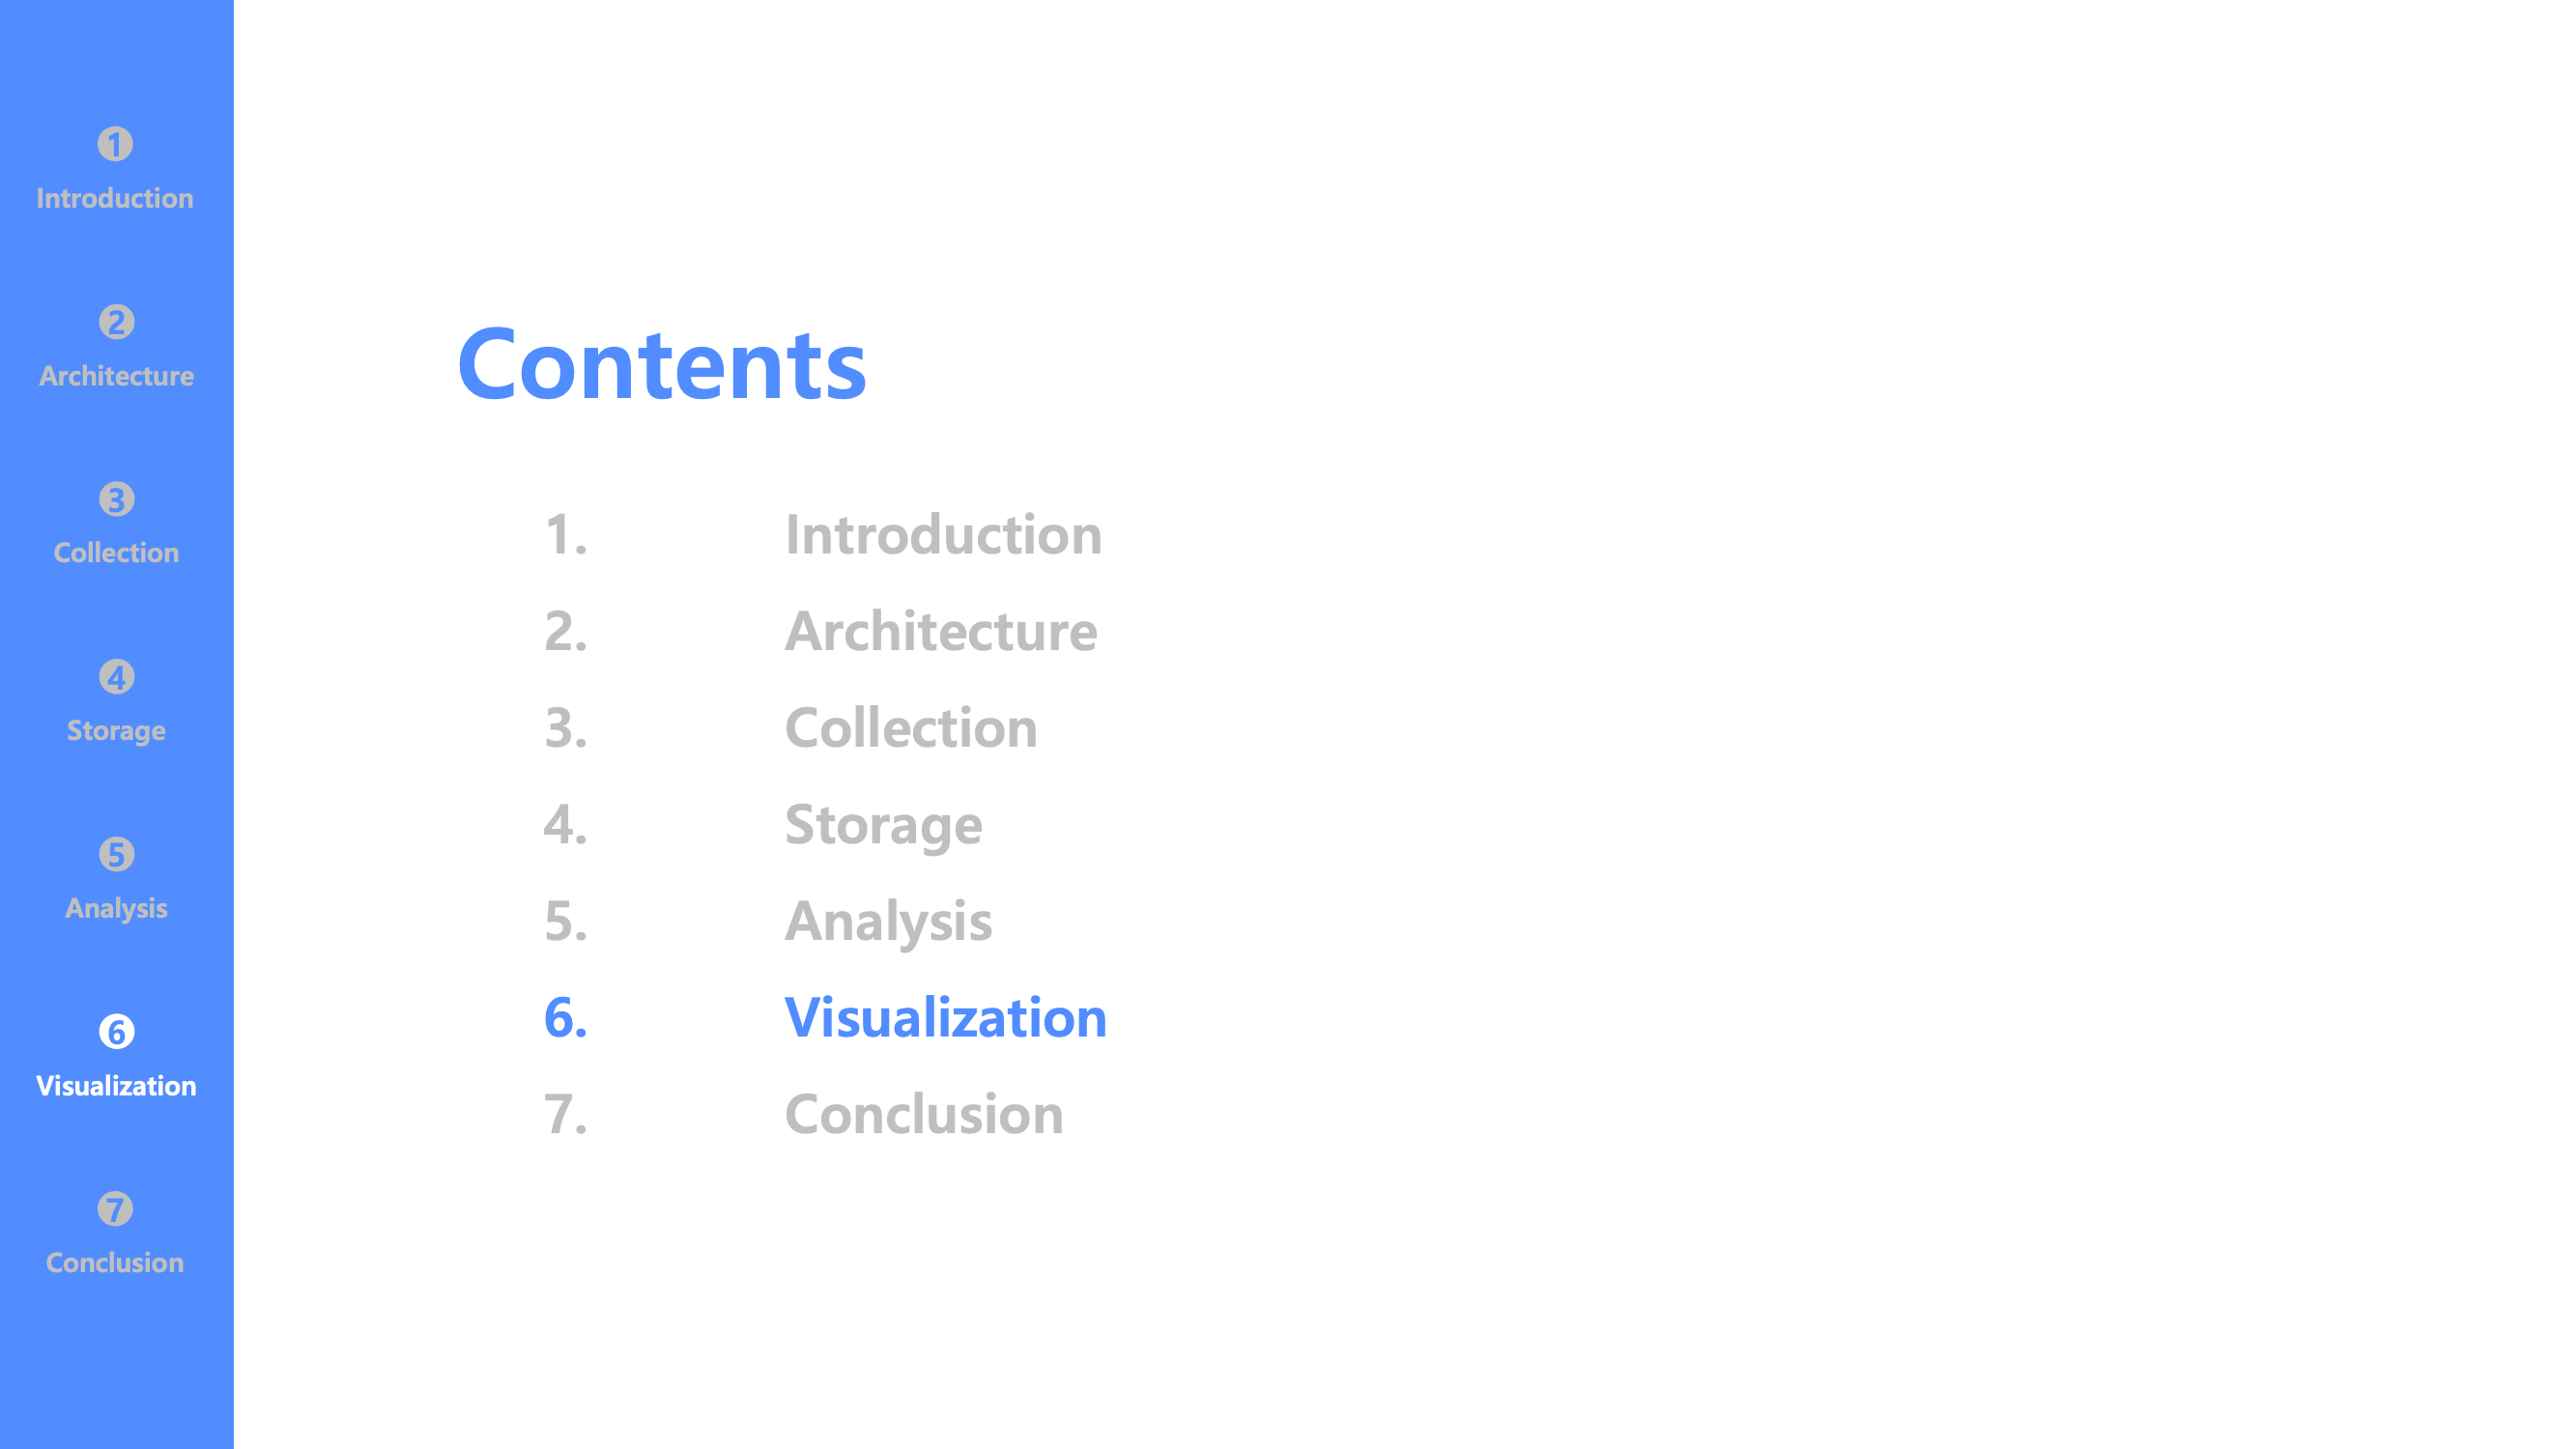 ❶
Introduction
❷
Architecture
❸
Collection
❹
Storage
❺
Analysis
❻
Visualization
❼
Conclusion
Contents
1. Introduction
2. Architecture
3. Collection
4. Storage
5. Analysis
6. Visualization
7. Conclusion